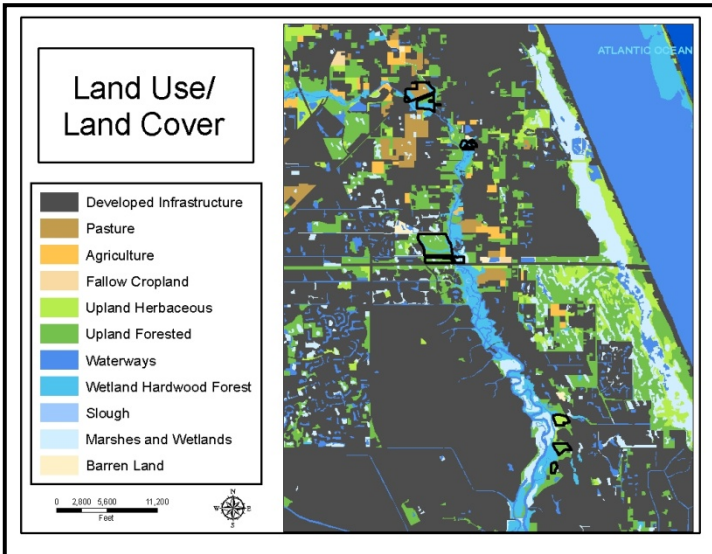 Land Use/
Land Cover
Developed Infrastructure
Pasture
Agriculture
Fallow Cropland
Upland Herbaceous
Upland Forested
Waterways
Wetland Hardwood Forest
Slough
Marshes and Wetlands
Barren Land
0 2,800 5,600 11,200
Feet
N
W E
S
ATLANTIC OCEAN